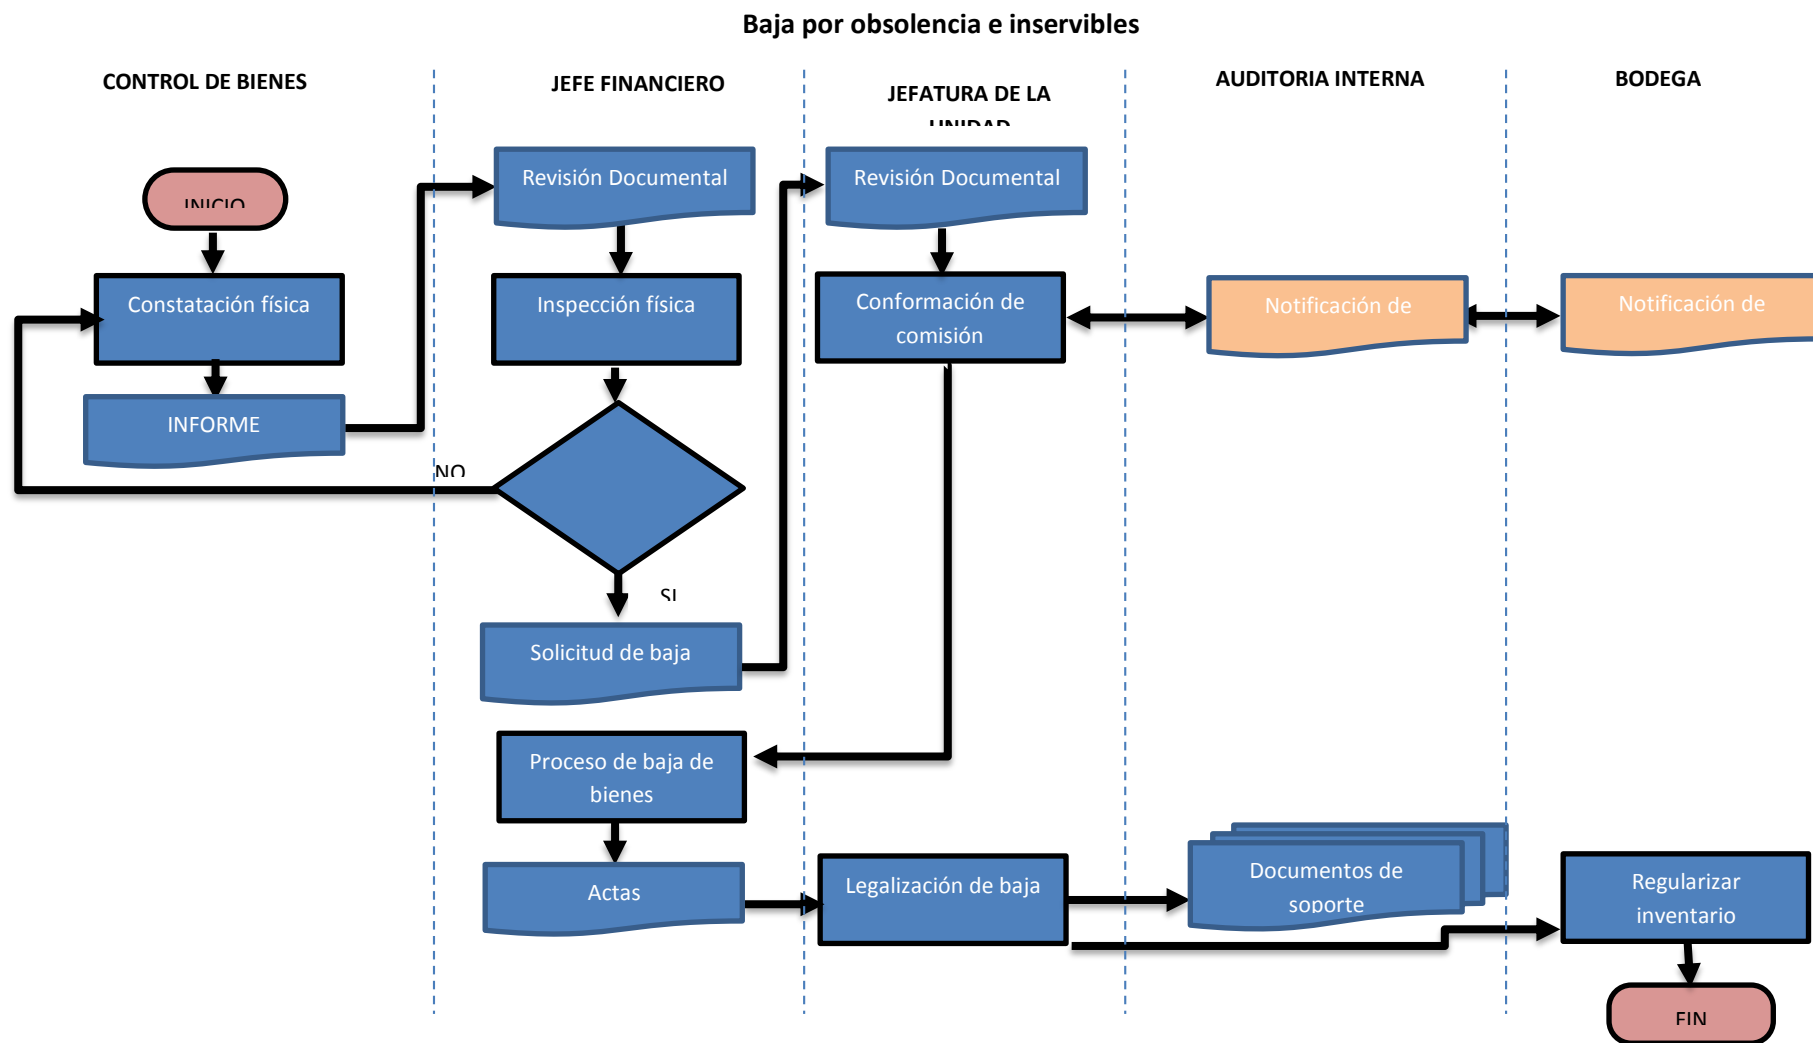 Baja por obsolencia e inservibles
CONTROL DE BIENES
JEFE FINANCIERO
JEFATURA DE LA
UNIDAD
AUDITORIA INTERNA
BODEGA
INICIO
Constatación física
INFORME
Revisión Documental
Inspección física
NO
SI
Solicitud de baja
Proceso de baja de
bienes
Actas
Revisión Documental
Conformación de
comisión
Legalización de baja
Notificación de
Documentos de
soporte
Notificación de
Regularizar
inventario
FIN